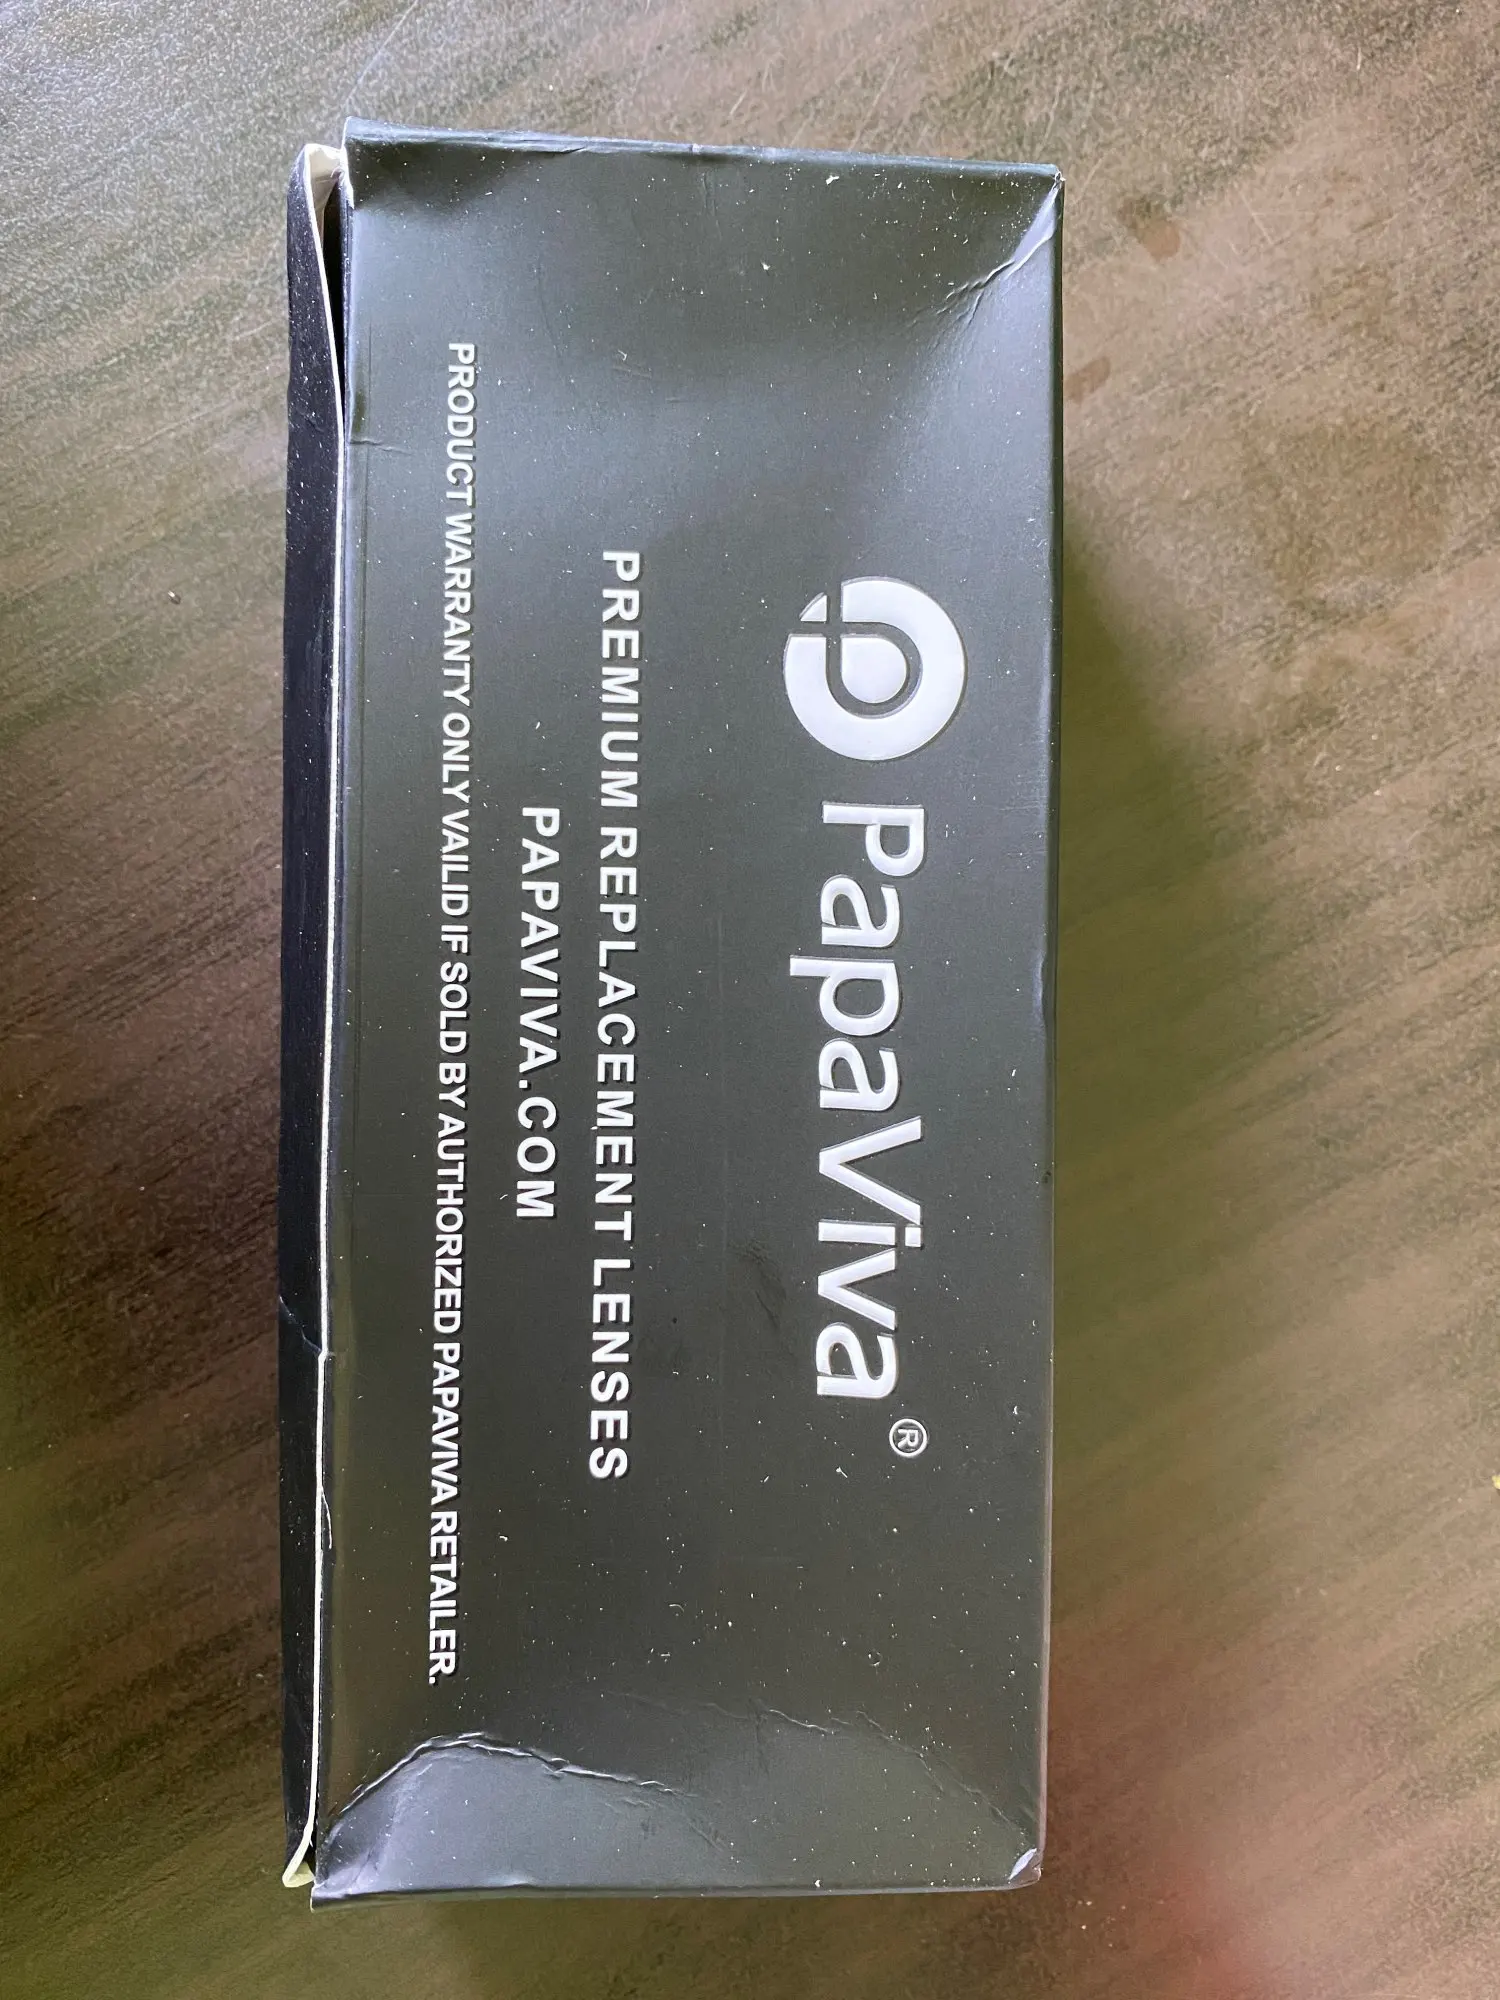 PapaViva®
PREMIUM REPLACEMENT LENSES
PAPAVIVA.COM
PRODUCT WARRANTY ONLY VAILID IF SOLD BY AUTHORIZED PAPAVIVA RETAILER.